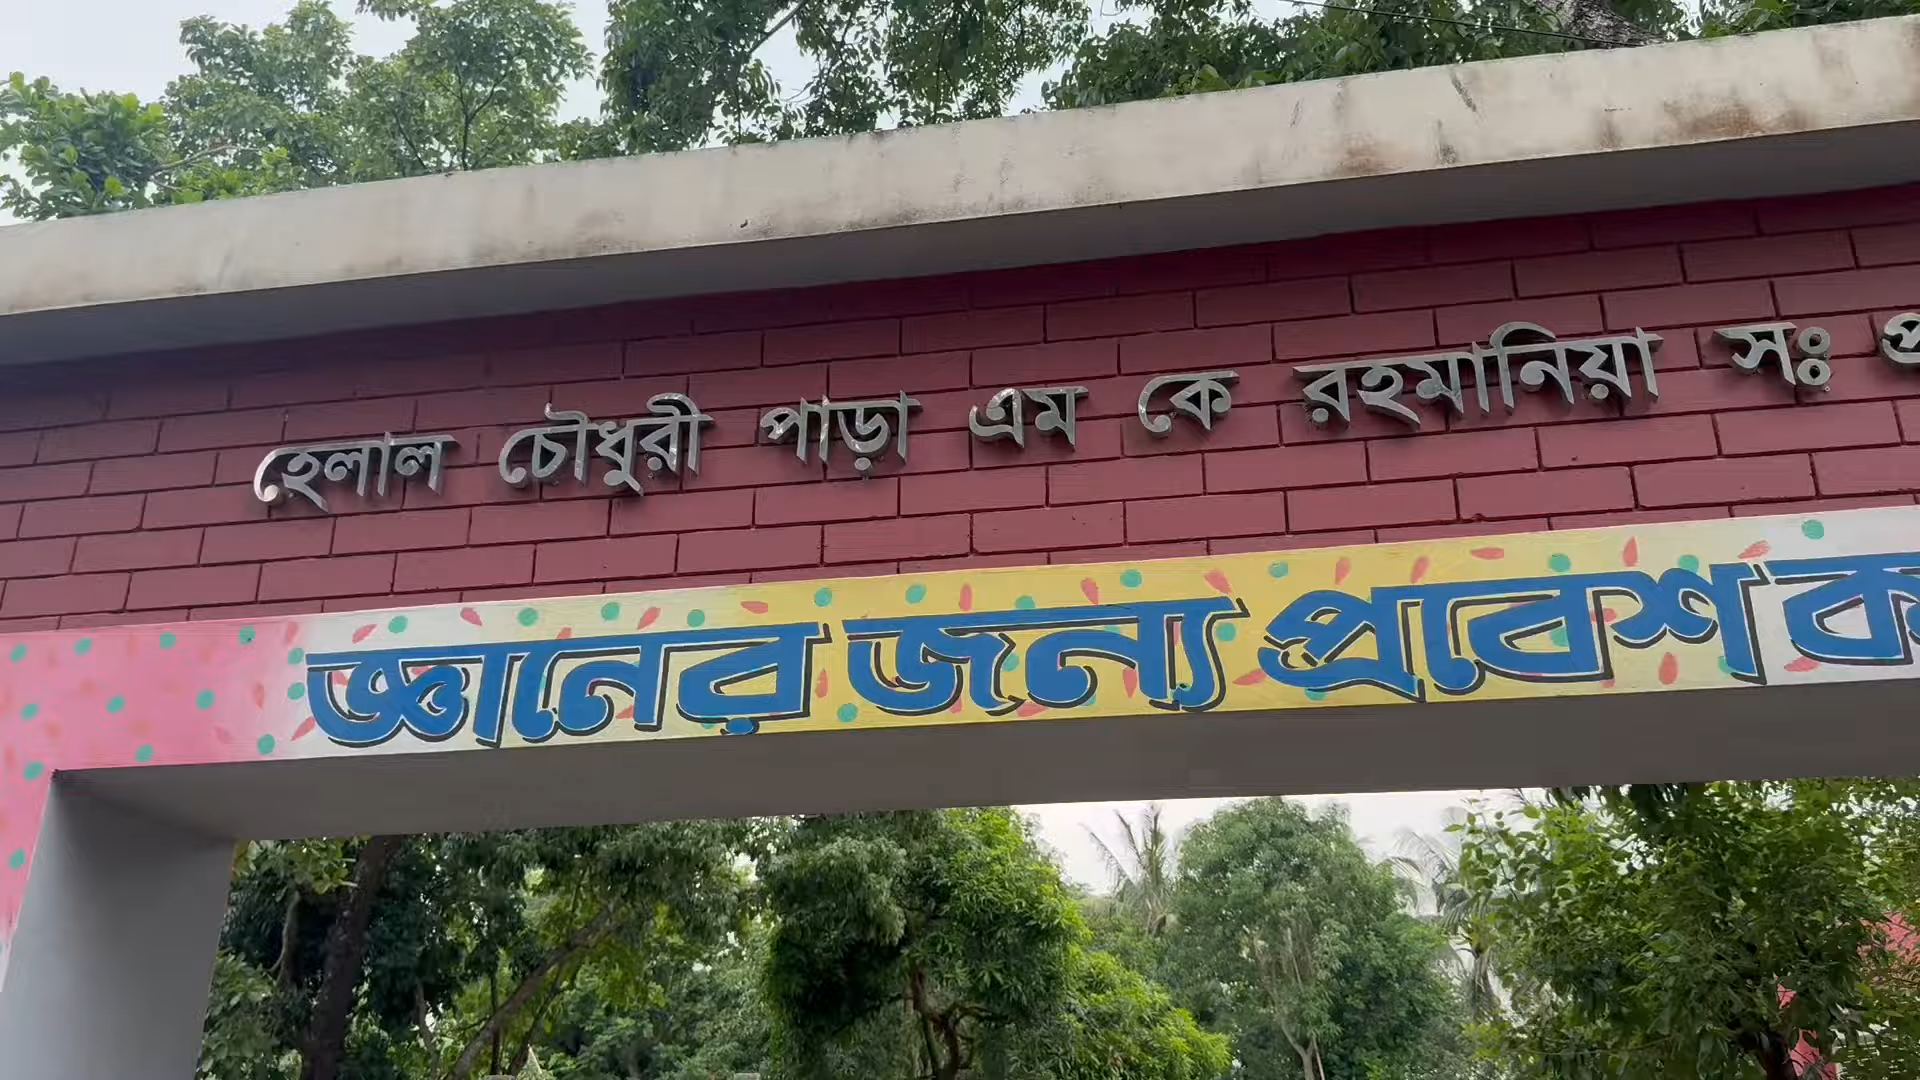 হেলাল চৌধুরী পাড়া এম কে রহমানিয়া সঃ
জ্ঞানের জন্য প্রবেশ